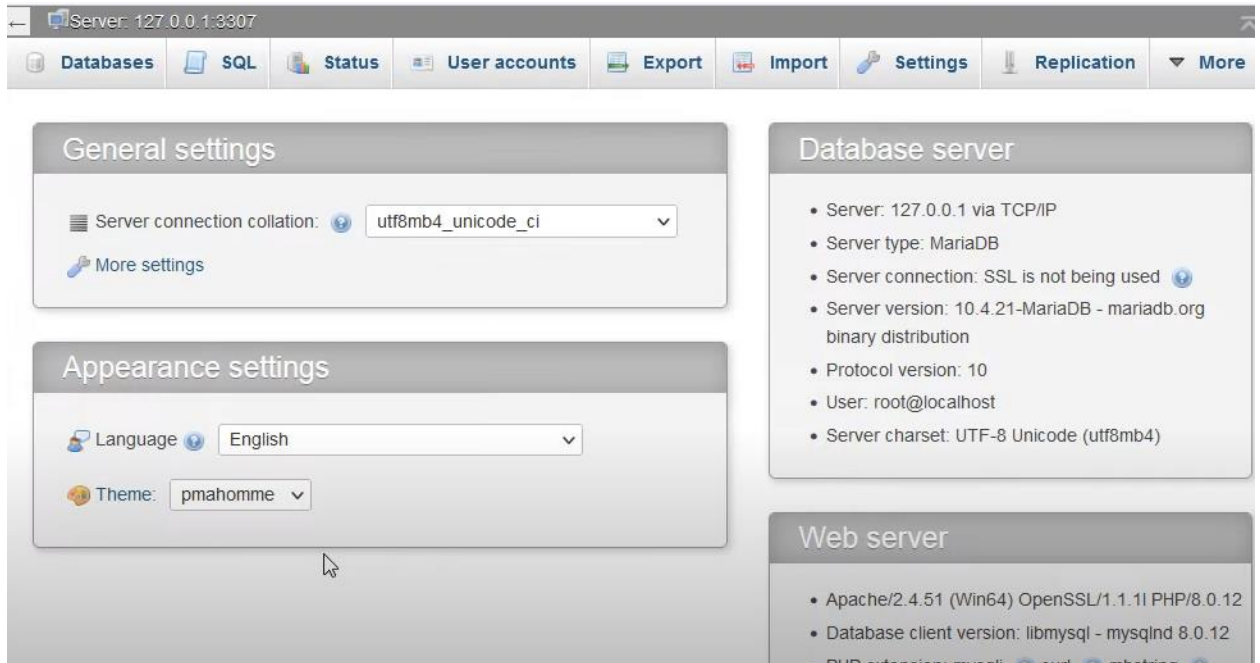 Server: 127.0.0.1:3307
Databases SQL Status User accounts Export Import Settings Replication More
General settings
Server connection collation: utf8mb4_unicode_ci
More settings
Appearance settings
Language English
Theme: pmahomme
Database server
Server: 127.0.0.1 via TCP/IP
Server type: MariaDB
Server connection: SSL is not being used
Server version: 10.4.21-MariaDB - mariadb.org
binary distribution
Protocol version: 10
User: root@localhost
Server charset: UTF-8 Unicode (utf8mb4)
Web server
Apache/2.4.51 (Win64) OpenSSL/1.1.1l PHP/8.0.12
Database client version: libmysql - mysqlnd 8.0.12
PHP extension: mysqli curl mbstring